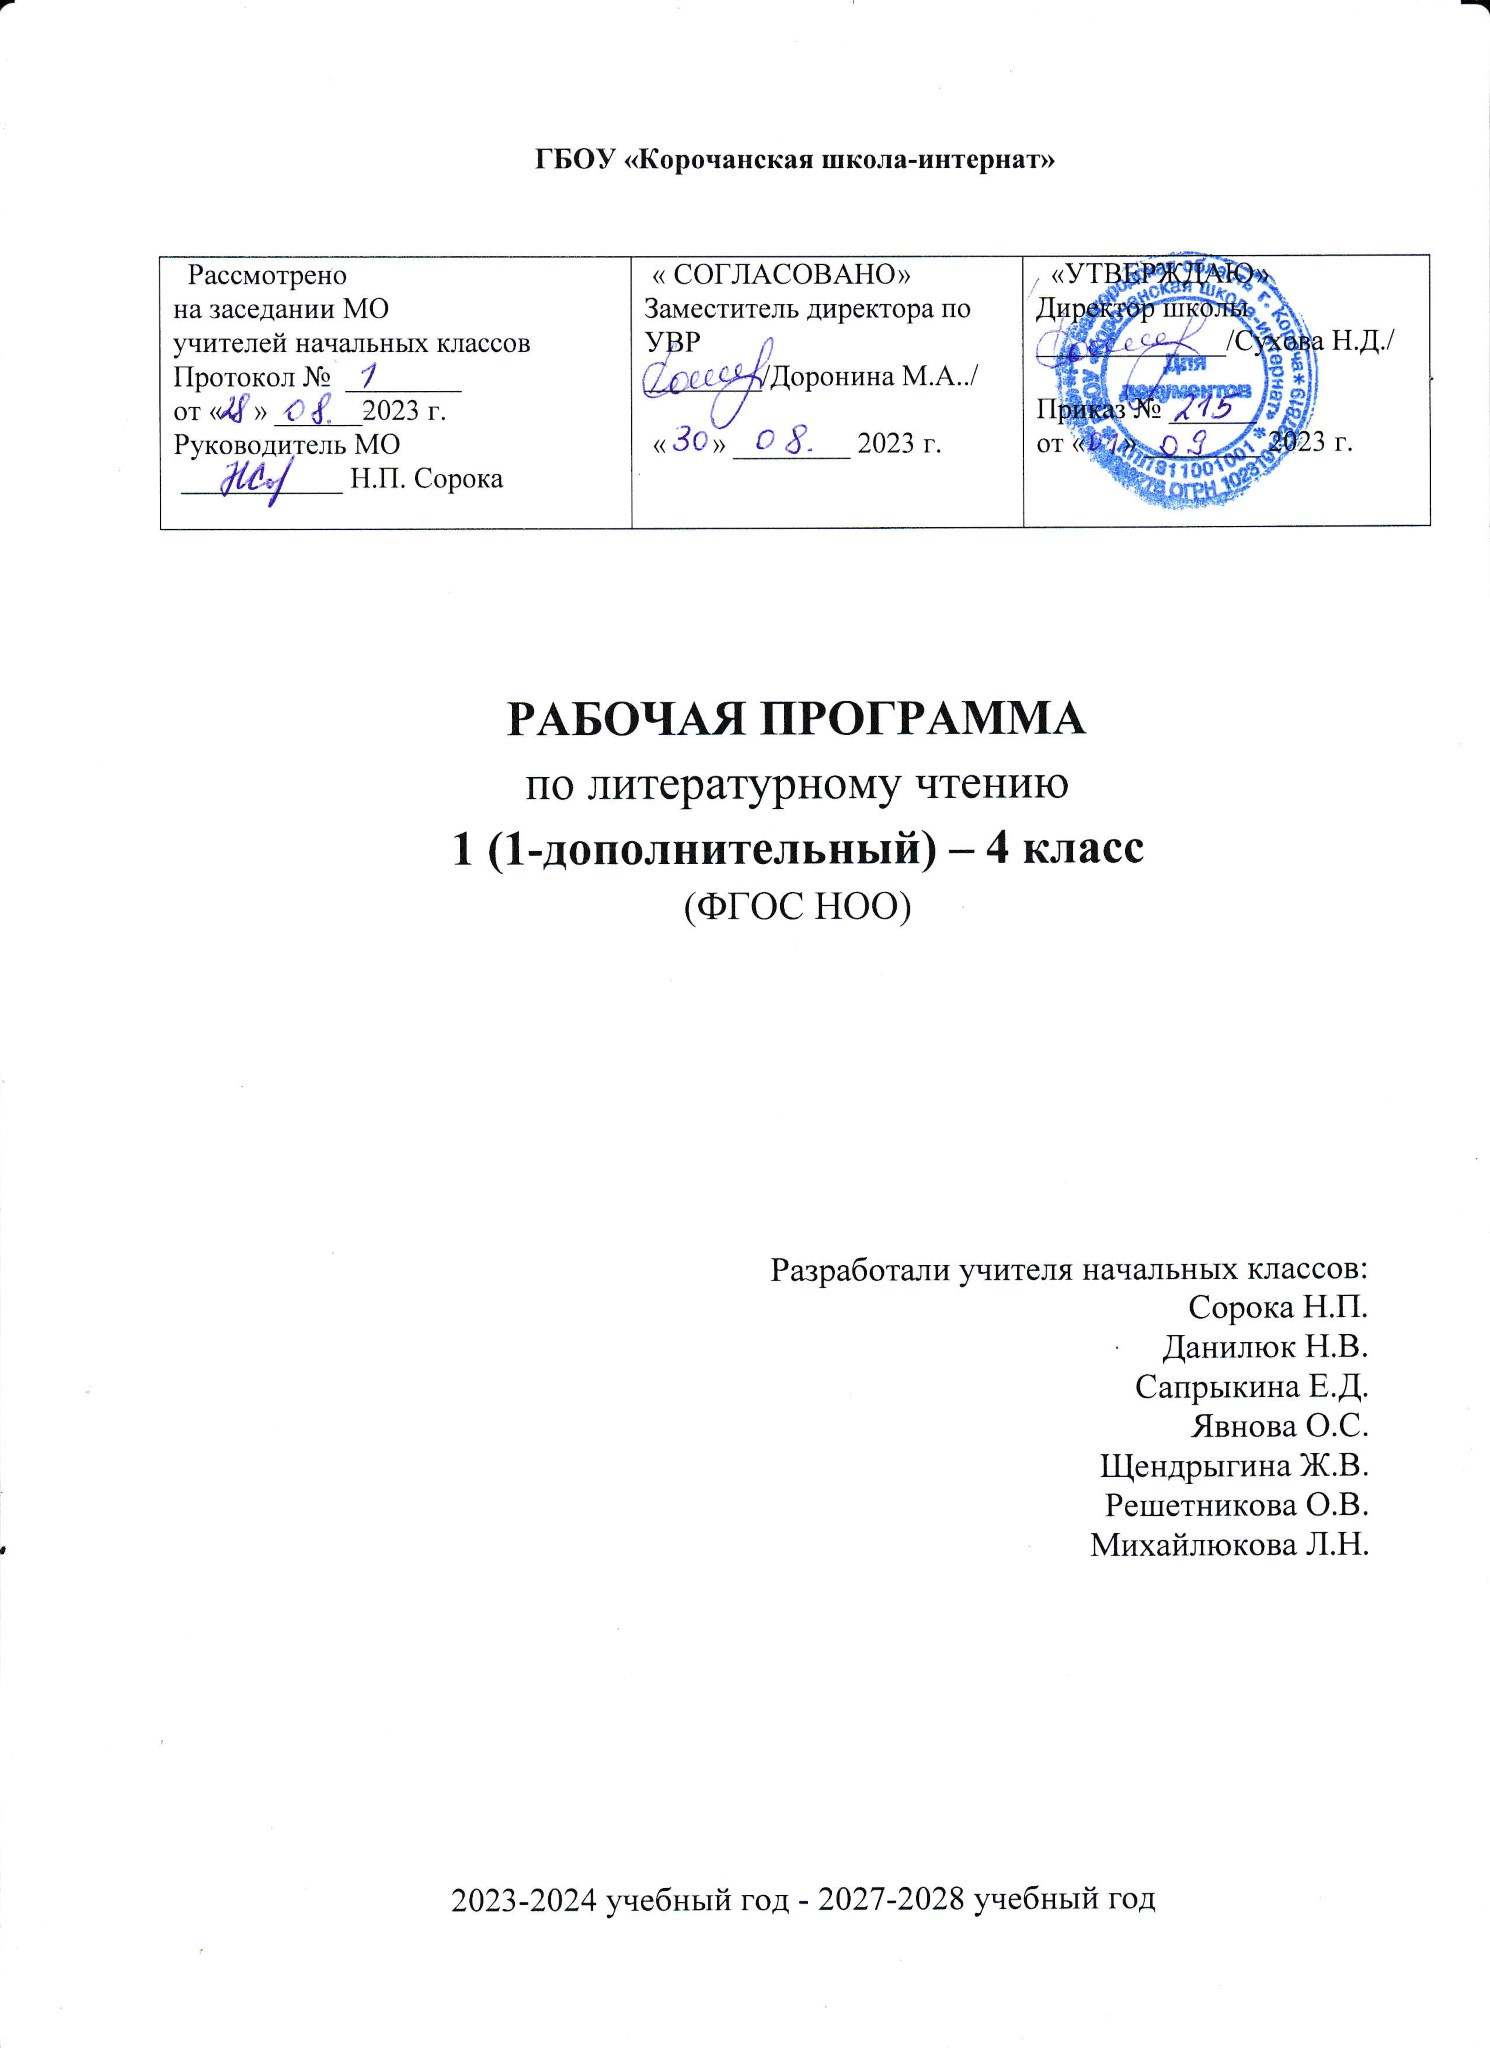 ГБОУ «Корочанская школа-интернат»
Рассмотрено
на заседании МО
учителей начальных классов
Протокол № 1
от «28» 08. 2023 г.
Руководитель МО
Н.П. Сорока
« СОГЛАСОВАНО»
Заместитель директора по
УВР
/Доронина М.А../
«30» 08. 2023 г.
«УТВЕРЖДАЮ»
Директор школы
/Сухова Н.Д./
Приказ № 215
от «01» 09 2023 г.
Для
документов
РАБОЧАЯ ПРОГРАММА
по литературному чтению
1 (1-дополнительный) – 4 класс
(ФГОС НОО)
Разработали учителя начальных классов:
Сорока Н.П.
Данилюк Н.В.
Сапрыкина Е.Д.
Явнова О.С.
Щендрыгина Ж.В.
Решетникова О.В.
Михайлюкова Л.Н.
2023-2024 учебный год - 2027-2028 учебный год